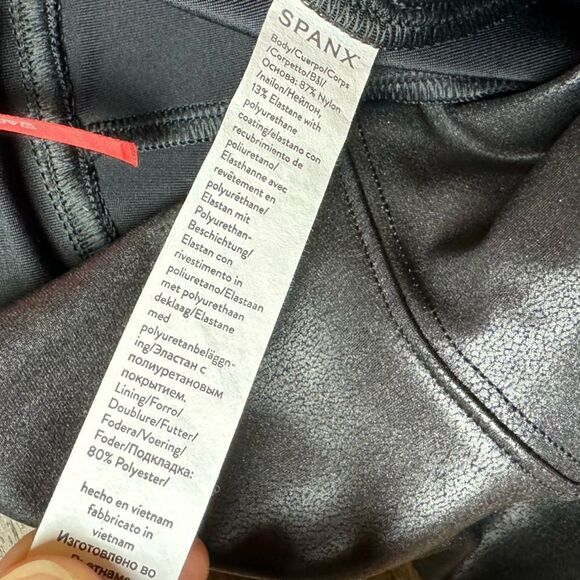 SPANX
Body/Cuerpo/Corps
/Corpetto/Bål/
Основа: 87% Nylon
/nailon/Нейлон,
13% Elastane with
polyurethane
coating/elastano con
recubrimiento de
poliuretano/
Elasthanne avec
revêtement en
polyuréthane/
Elastan mit
Polyurethan-
Beschichtung/
Elastan con
rivestimento in
poliuretano/Elastaan
met polyurethaan
deklaag/Elastane
med
polyuretanbeläggn-
ing/Эластан с
полиуретановым
покрытием.
Lining/Forro/
Doublure/Futter/
Fodera/Voering/
Foder/Подкладка:
80% Polyester/
hecho en vietnam
fabbricato in
vietnam
Изготовлено во